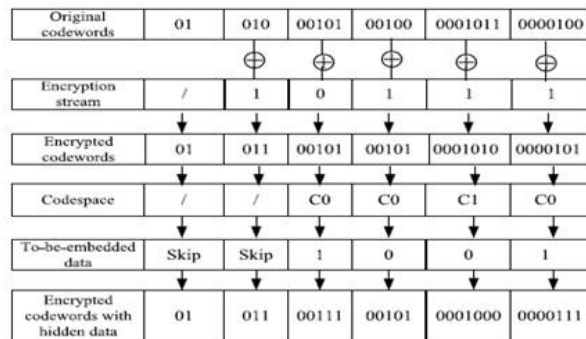 Original codewords 01 010 00101 00100 0001011 0000100
Encryption stream / 1 0 1 1 1
Encrypted codewords 01 011 00101 00101 0001010 0000101
Codespace / / C0 C0 C1 C0
To-be-embedded data Skip Skip 1 0 0 1
Encrypted codewords with hidden data 01 011 00111 00101 0001000 0000111